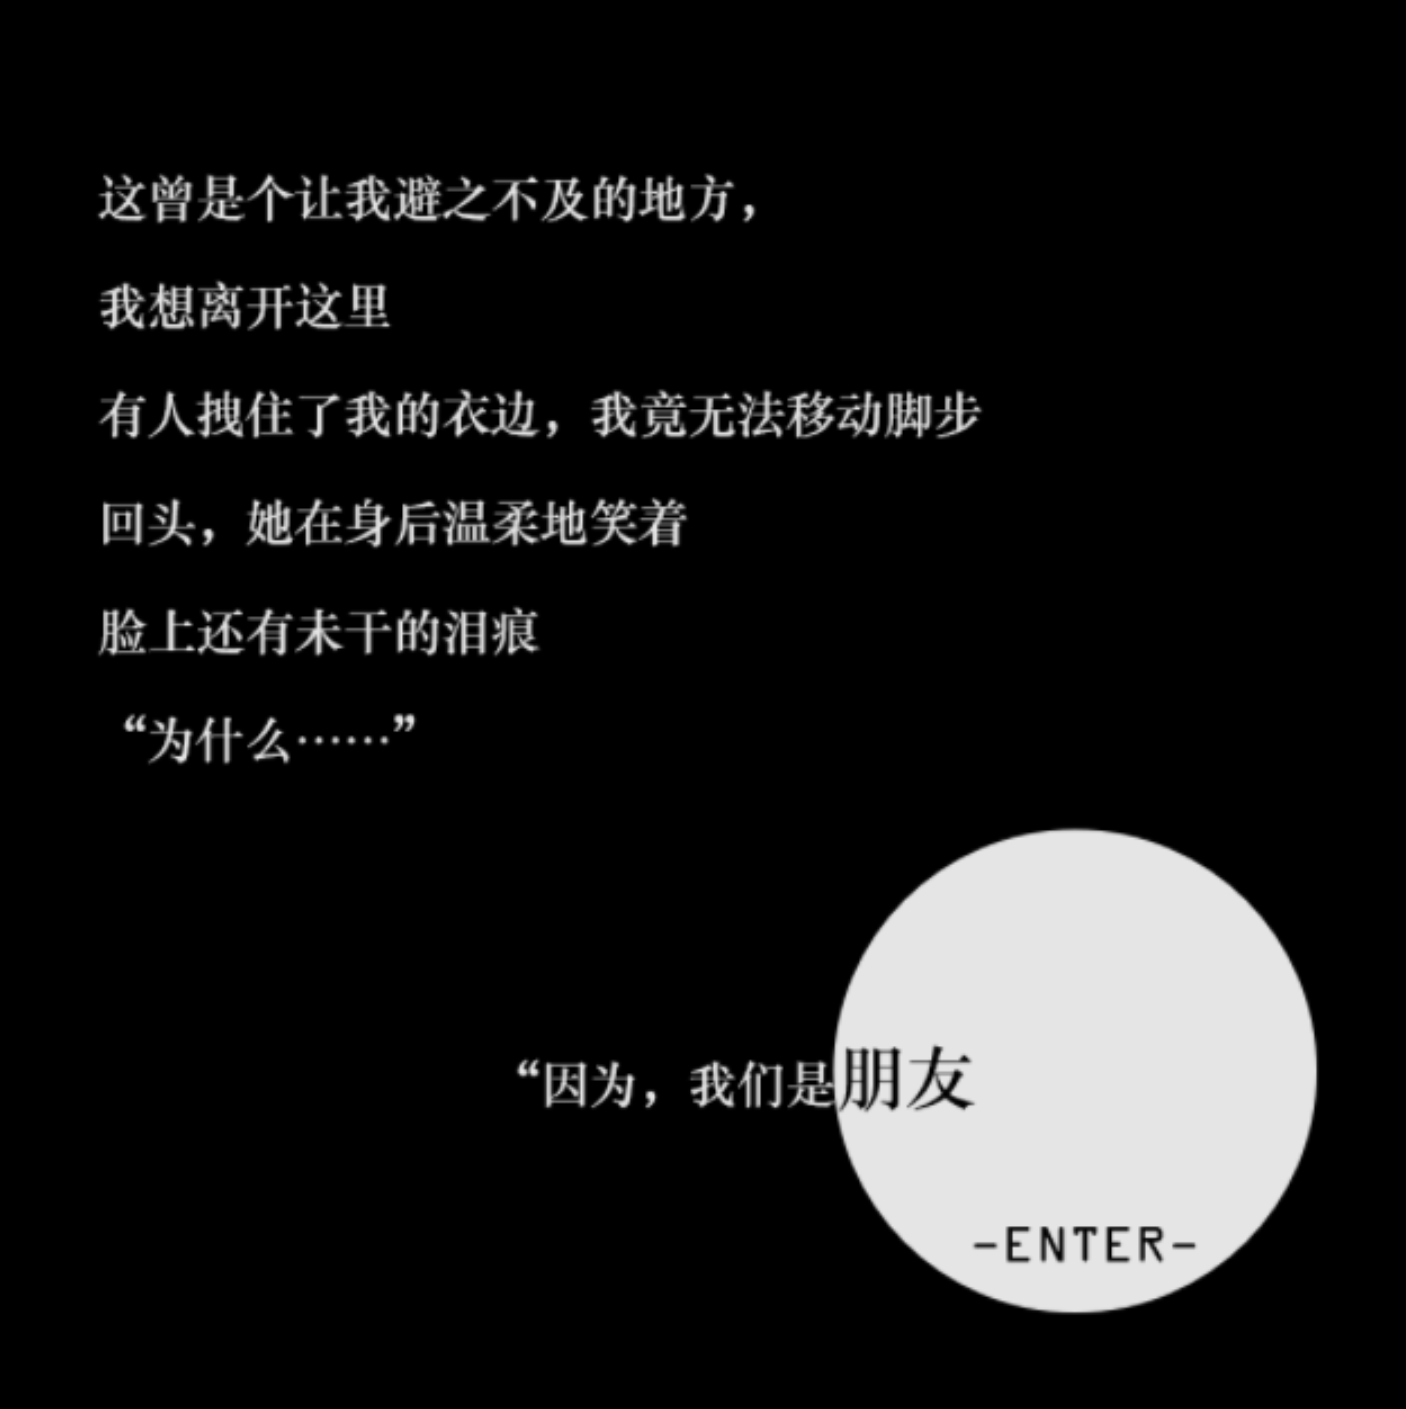 这曾是个让我避之不及的地方，
我想离开这里
有人拽住了我的衣边，我竟无法移动脚步
回头，她在身后温柔地笑着
脸上还有未干的泪痕
“为什么……”
“因为，我们是朋友
-ENTER-